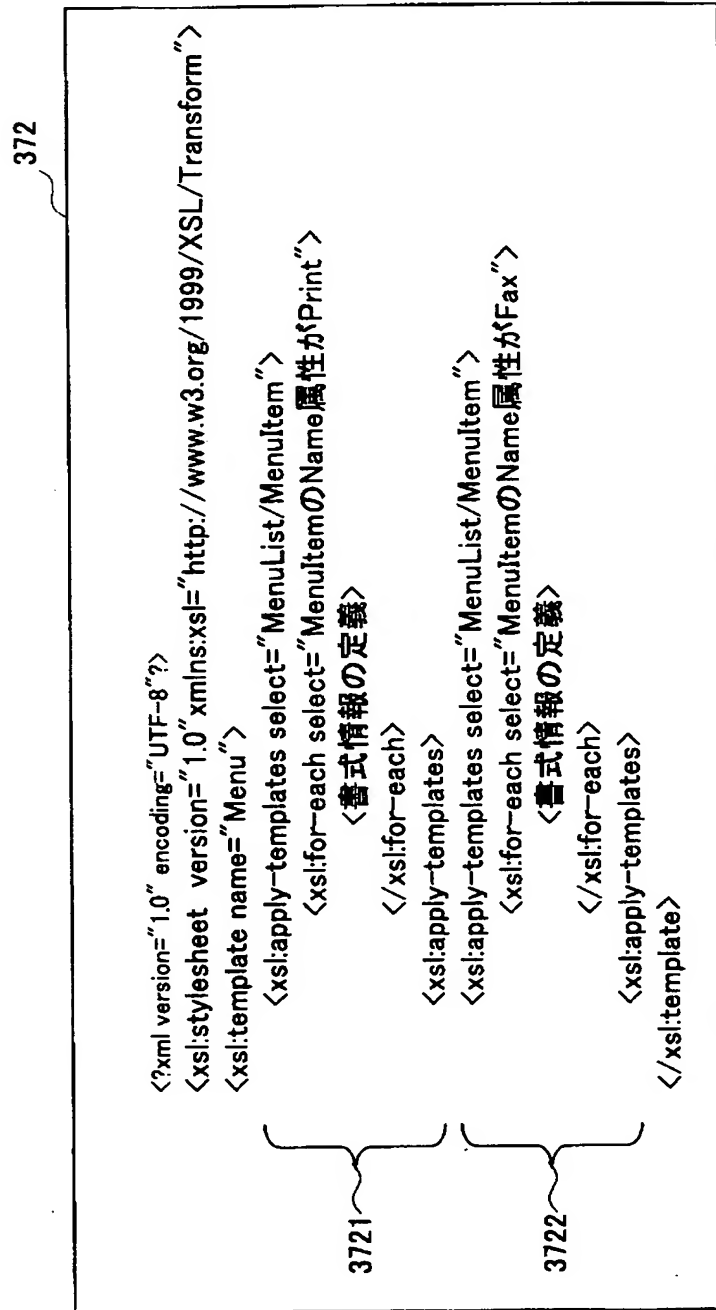 372
<?xml version="1.0" encoding="UTF-8"?>
<xsl:stylesheet version="1.0" xmlns:xsl="http://www.w3.org/1999/XSL/Transform">
<xsl:template name="Menu">
<xsl:apply-templates select="MenuList/MenuItem">
<xsl:for-each select="MenuItemのName属性がPrint">
<書式情報の定義>
</xsl:for-each>
<xsl:apply-templates>
3721
<xsl:apply-templates select="MenuList/MenuItem">
<xsl:for-each select="MenuItemのName属性がFax">
<書式情報の定義>
</xsl:for-each>
<xsl:apply-templates>
3722
</xsl:template>